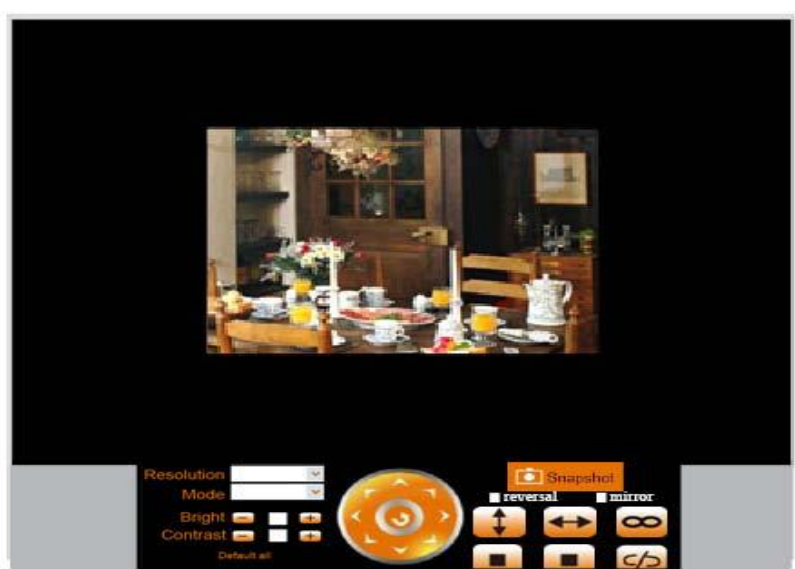 Resolution
Mode
Bright
Contrast
Default all
Snapshot
reversal
mirror